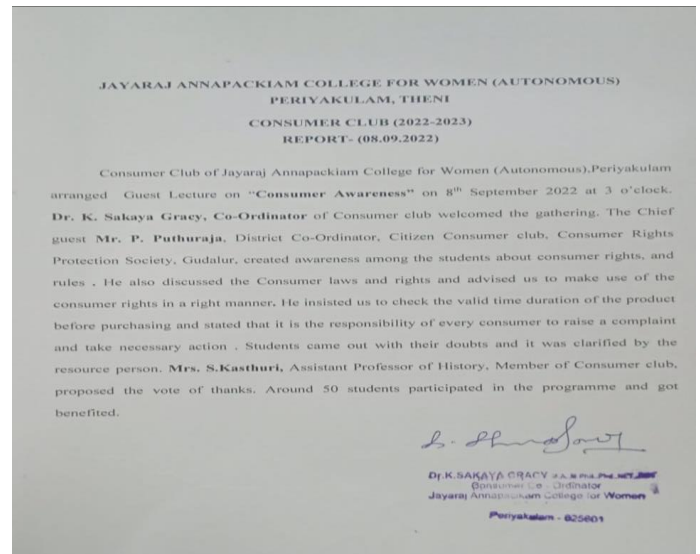 JAYARAJ ANNAPACKIAM COLLEGE FOR WOMEN (AUTONOMOUS)
PERIYAKULAM, THENI
CONSUMER CLUB (2022-2023)
REPORT- (08.09.2022)
Consumer Club of Jayaraj Annapackiam College for Women (Autonomous),Periyakulam
arranged Guest Lecture on "Consumer Awareness" on 8th September 2022 at 3 o'clock.
Dr. K. Sakaya Gracy, Co-Ordinator of Consumer club welcomed the gathering. The Chief
guest Mr. P. Puthuraja, District Co-Ordinator, Citizen Consumer club, Consumer Rights
Protection Society, Gudalur, created awareness among the students about consumer rights, and
rules . He also discussed the Consumer laws and rights and advised us to make use of the
consumer rights in a right manner. He insisted us to check the valid time duration of the product
before purchasing and stated that it is the responsibility of every consumer to raise a complaint
and take necessary action . Students came out with their doubts and it was clarified by the
resource person. Mrs. S.Kasthuri, Assistant Professor of History, Member of Consumer club,
proposed the vote of thanks. Around 50 students participated in the programme and got
benefited.
Dr.K.SAKAYA GRACY
Consumer Co - Ordinator
Jayaraj Annapackiam College for Women
Periyakulam - 625601